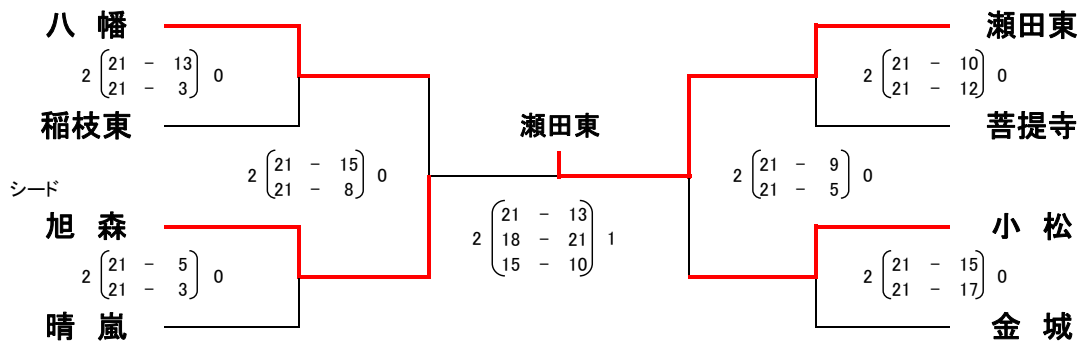 八 幡
2 21 － 13 0
21 － 3
稲枝東
2 21 － 15 0
21 － 8
シード
旭 森
2 21 － 5 0
21 － 3
晴 嵐
瀬田東
2 21 － 13 1
18 － 21
15 － 10
瀬田東
2 21 － 10 0
21 － 12
菩提寺
2 21 － 9 0
21 － 5
小 松
2 21 － 15 0
21 － 17
金 城